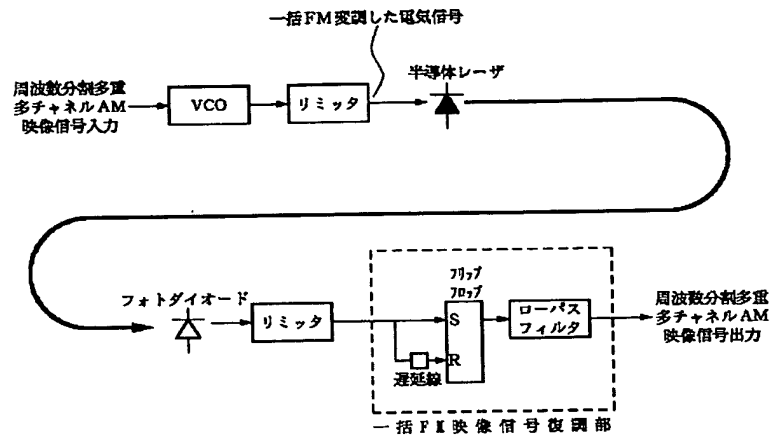 一括FM変調した電気信号
周波数分割多重
多チャネルAM
映像信号入力
VCO
リミッタ
半導体レーザ
フォトダイオード
リミッタ
フリップ
フロップ
S
R
遅延線
ローパス
フィルタ
周波数分割多重
多チャネルAM
映像信号出力
一括FM映像信号復調部